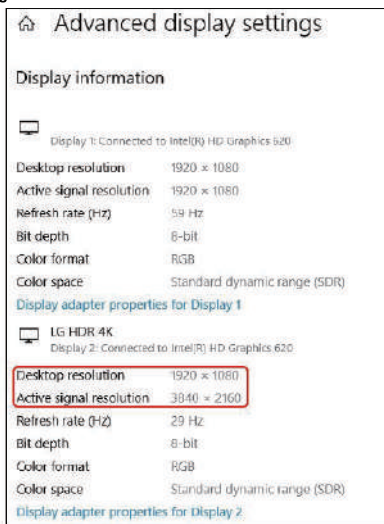 Advanced display settings
Display information
Display 1: Connected to Intel(R) HD Graphics 620
Desktop resolution 1920 × 1080
Active signal resolution 1920 × 1080
Refresh rate (Hz) 59 Hz
Bit depth 8-bit
Color format RGB
Color space Standard dynamic range (SDR)
Display adapter properties for Display 1
LG HDR 4K
Display 2: Connected to Intel(R) HD Graphics 620
Desktop resolution 1920 × 1080
Active signal resolution 3840 × 2160
Refresh rate (Hz) 29 Hz
Bit depth 8-bit
Color format RGB
Color space Standard dynamic range (SDR)
Display adapter properties for Display 2